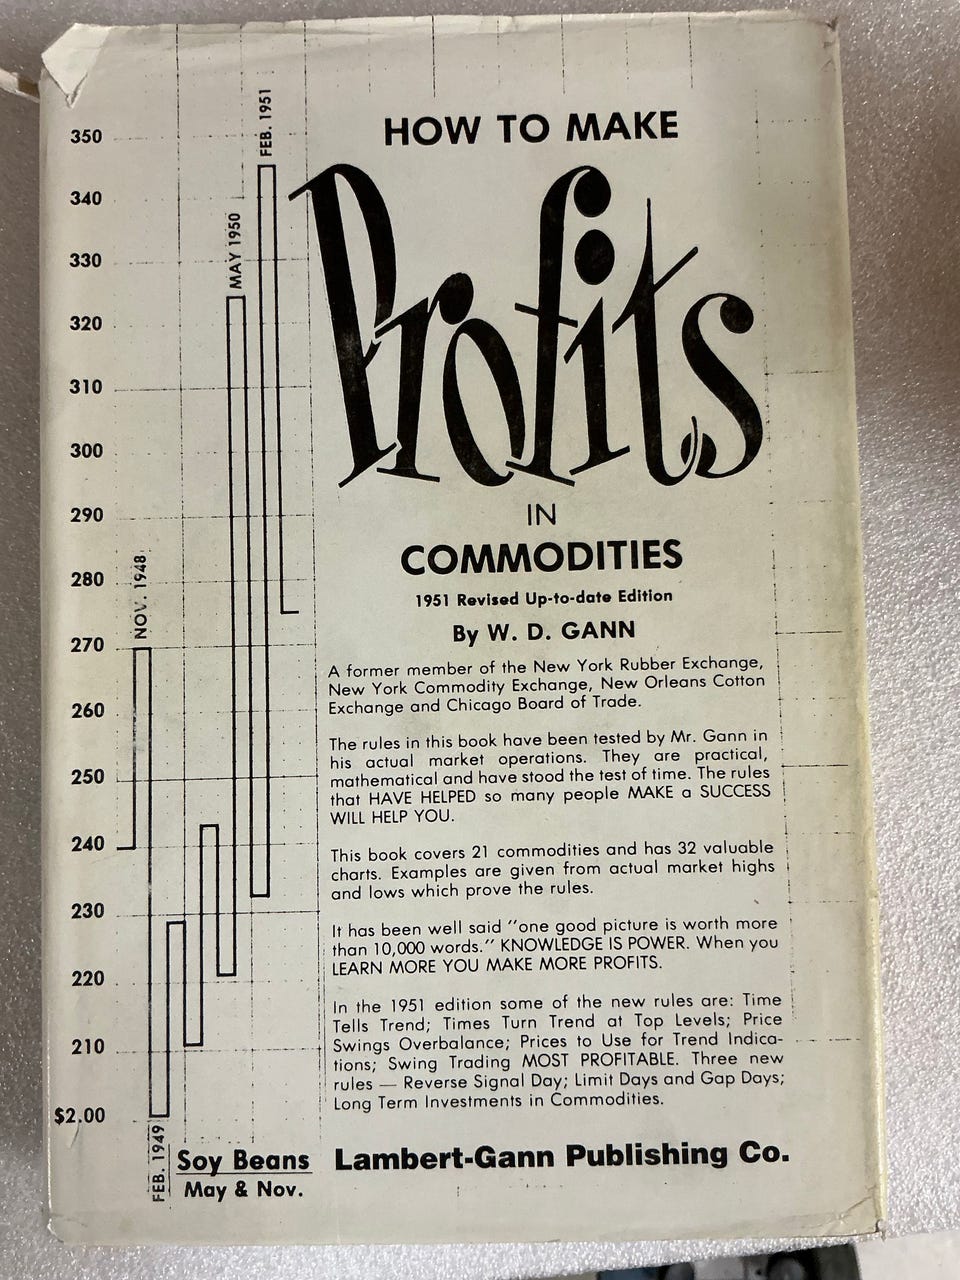 HOW TO MAKE
Profits
IN
COMMODITIES
1951 Revised Up-to-date Edition
By W. D. GANN
A former member of the New York Rubber Exchange,
New York Commodity Exchange, New Orleans Cotton
Exchange and Chicago Board of Trade.
The rules in this book have been tested by Mr. Gann in
his actual market operations. They are practical,
mathematical and have stood the test of time. The rules
that HAVE HELPED so many people MAKE a SUCCESS
WILL HELP YOU.
This book covers 21 commodities and has 32 valuable
charts. Examples are given from actual market highs
and lows which prove the rules.
It has been well said "one good picture is worth more
than 10,000 words." KNOWLEDGE IS POWER. When you
LEARN MORE YOU MAKE MORE PROFITS.
In the 1951 edition some of the new rules are: Time
Tells Trend; Times Turn Trend at Top Levels; Price
Swings Overbalance; Prices to Use for Trend Indica-
tions; Swing Trading MOST PROFITABLE. Three new
rules — Reverse Signal Day; Limit Days and Gap Days;
Long Term Investments in Commodities.
Lambert-Gann Publishing Co.
350
340
330
320
310
300
290
280
270
260
250
240
230
220
210
$2.00
NOV. 1948
FEB. 1949
MAY 1950
FEB. 1951
Soy Beans
May & Nov.